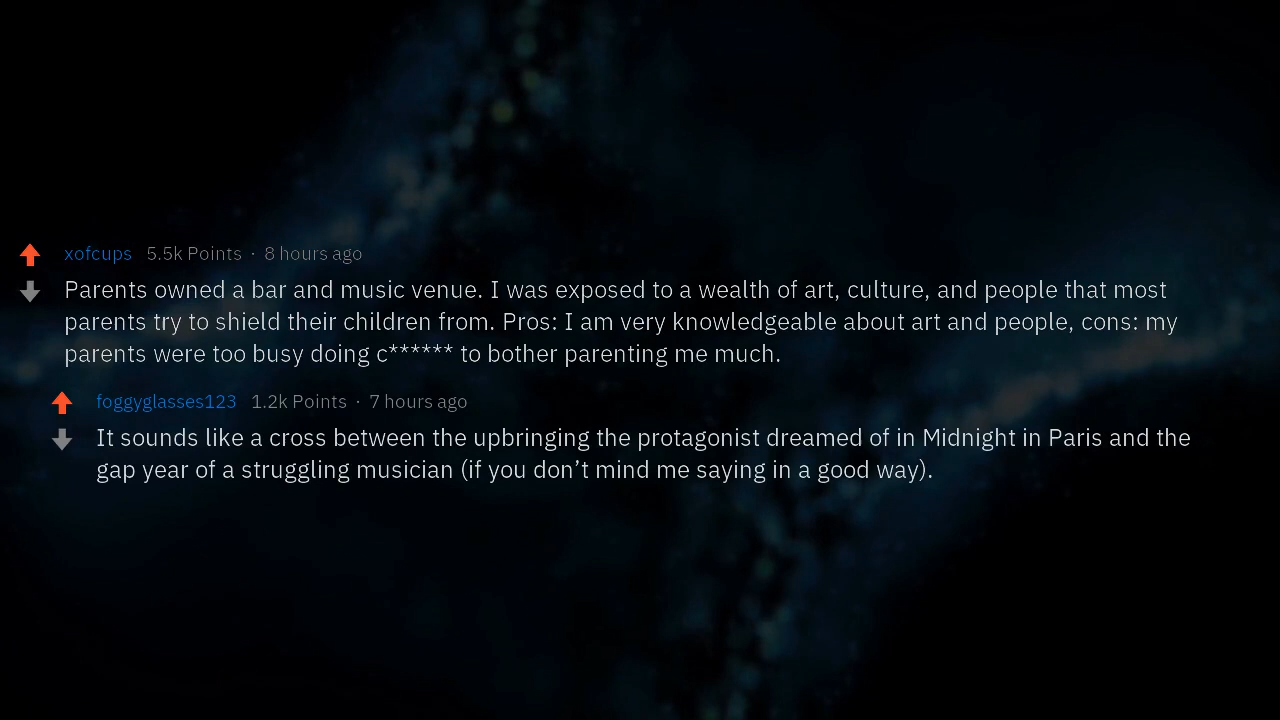 xofcups 5.5k Points · 8 hours ago
Parents owned a bar and music venue. I was exposed to a wealth of art, culture, and people that most
parents try to shield their children from. Pros: I am very knowledgeable about art and people, cons: my
parents were too busy doing c****** to bother parenting me much.
foggyglasses123 1.2k Points · 7 hours ago
It sounds like a cross between the upbringing the protagonist dreamed of in Midnight in Paris and the
gap year of a struggling musician (if you don’t mind me saying in a good way).